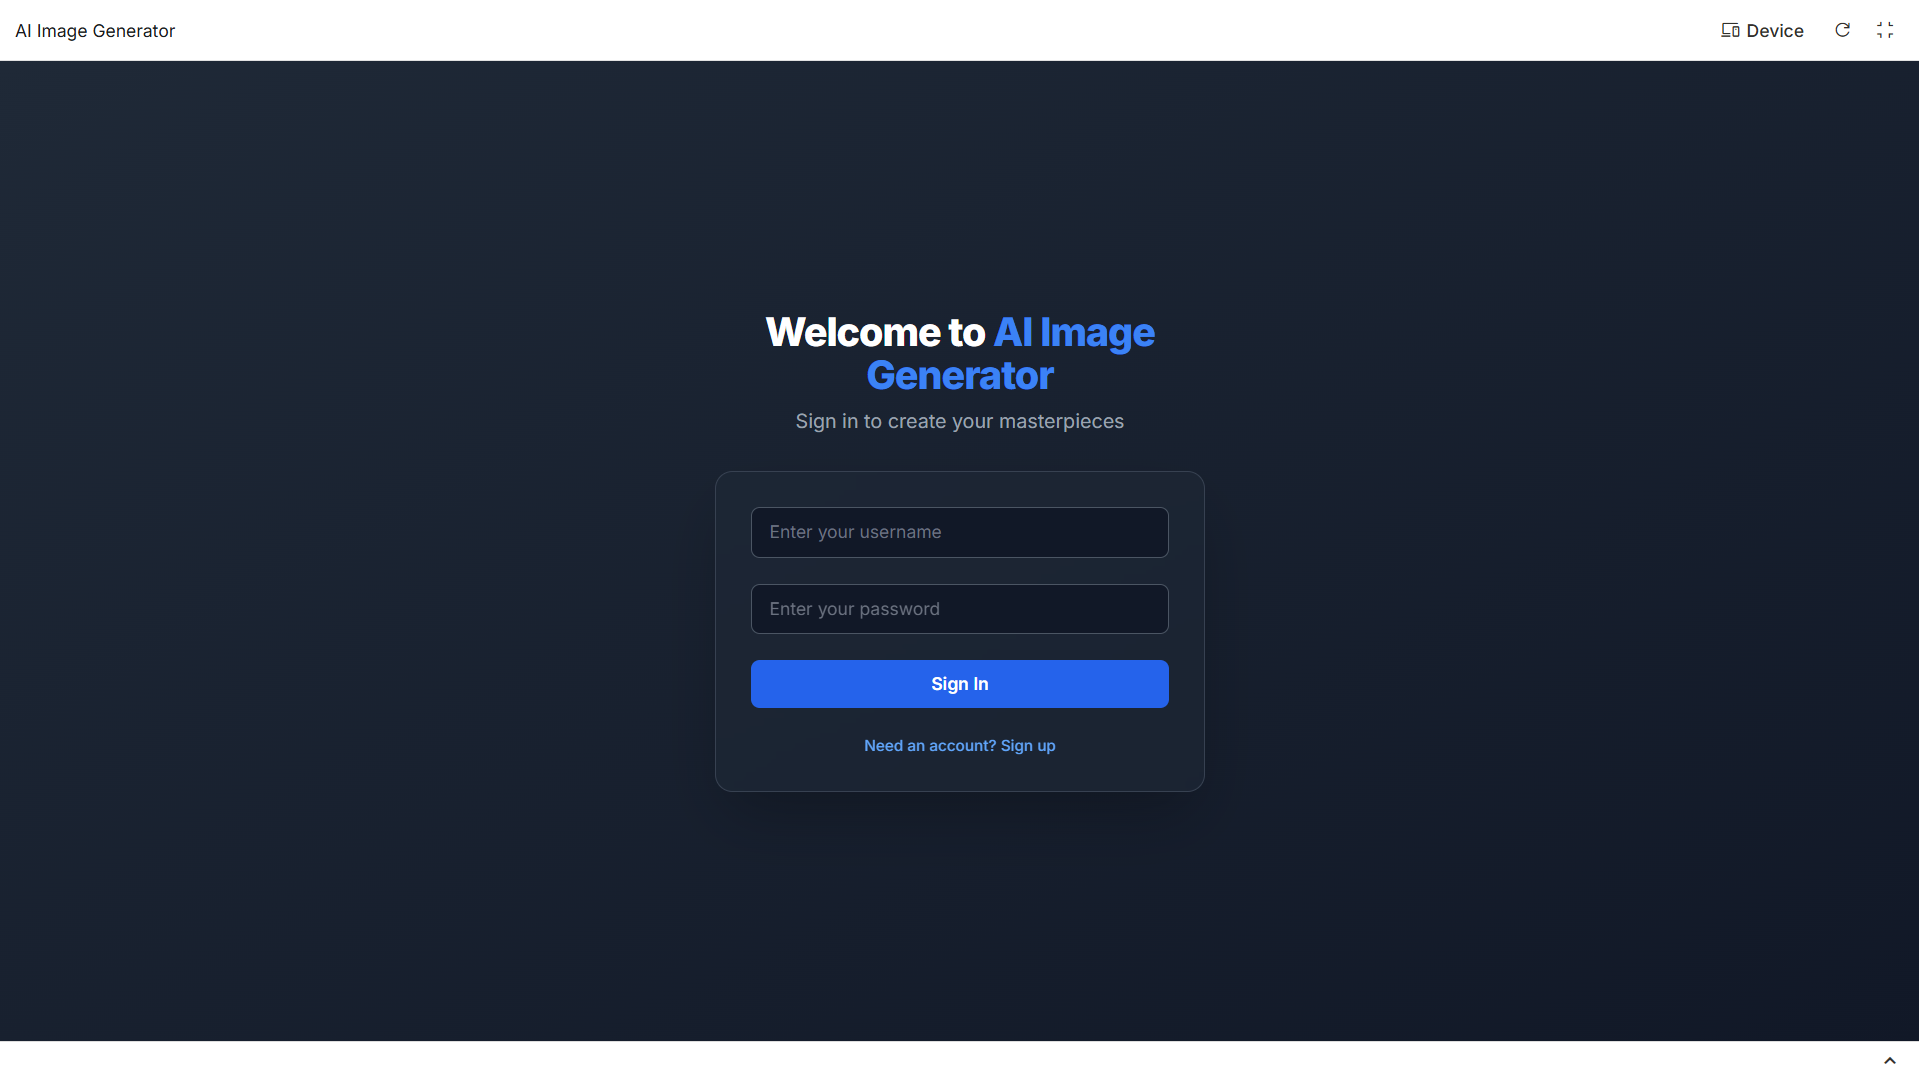 AI Image Generator
Device
Welcome to AI Image
Generator
Sign in to create your masterpieces
Enter your username
Enter your password
Sign In
Need an account? Sign up